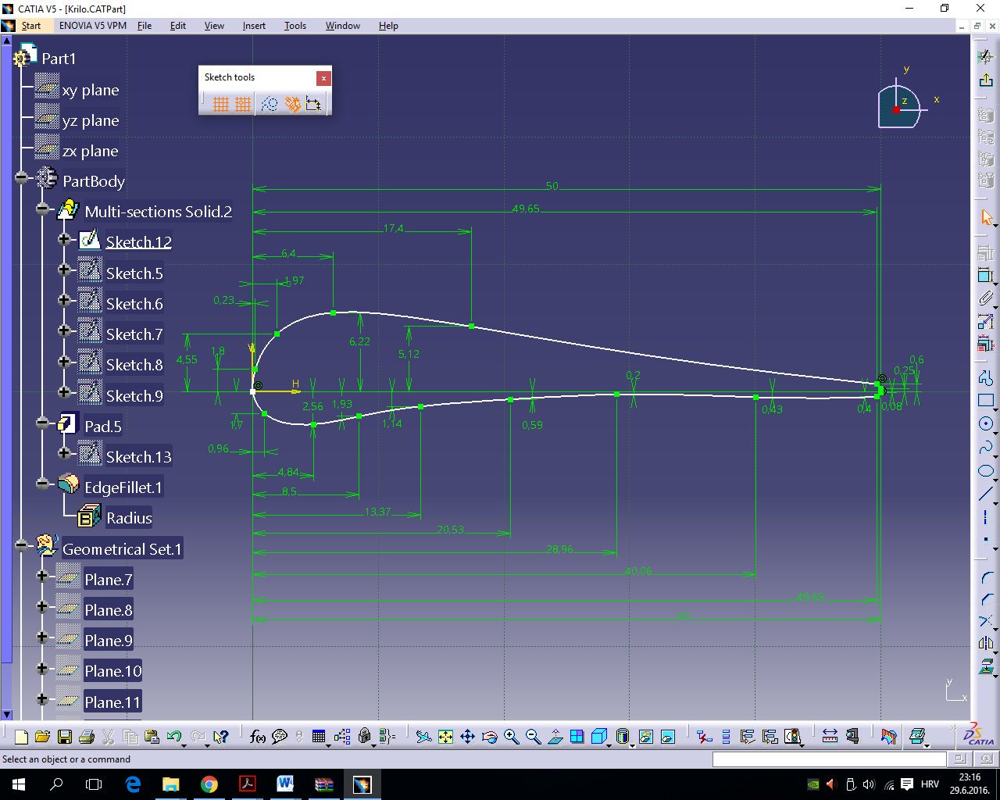 CATIA V5 - [Krilo.CATPart]
Start ENOVIA V5 VPM File Edit View Insert Tools Window Help
Part1
xy plane
yz plane
zx plane
PartBody
Multi-sections Solid.2
Sketch.12
Sketch.5
Sketch.6
Sketch.7
Sketch.8
Sketch.9
Pad.5
Sketch.13
EdgeFillet.1
Radius
Geometrical Set.1
Plane.7
Plane.8
Plane.9
Plane.10
Plane.11
Sketch tools
y
x
z
50
49,65
17,4
6,4
1,97
0,23
4,55
1,8
6,22
5,12
H
0,2
0,25
0,6
2,56
1,93
1,14
1,7
0,59
0,43
0,4
0,08
0,96
4,84
8,5
13,37
20,53
28,96
40,06
50
y
x
f(x)
CATIA
Select an object or a command
HRV
23:16
29.6.2016.